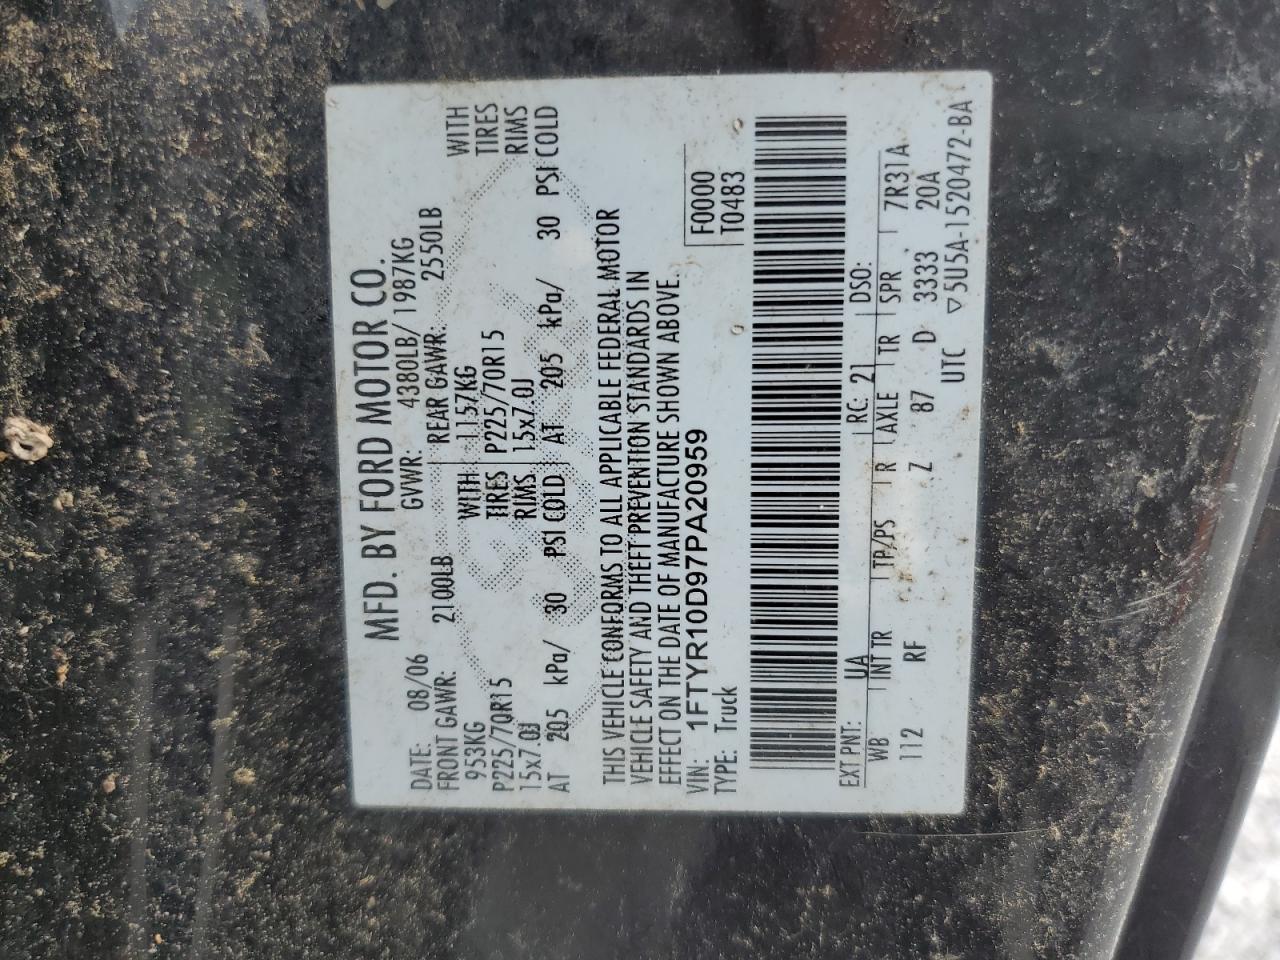 MFD. BY FORD MOTOR CO.
DATE: 08/06 GVWR: 4380LB/ 1987KG
FRONT GAWR: 2100LB REAR GAWR: 2550LB
953KG WITH 1157KG WITH
P225/70R15 TIRES P225/70R15 TIRES
15x7.0J RIMS 15x7.0J RIMS
AT 205 kPa/ 30 PSI COLD AT 205 kPa/ 30 PSI COLD
THIS VEHICLE CONFORMS TO ALL APPLICABLE FEDERAL MOTOR
VEHICLE SAFETY AND THEFT PREVENTION STANDARDS IN
EFFECT ON THE DATE OF MANUFACTURE SHOWN ABOVE.
VIN: 1FTYR10D97PA20959 F0000
TYPE: Truck T0483
EXT PNT: UA RC: 21 DSO:
WB INT TR TP/PS R AXLE TR SPR 7R31A
112 RF Z 87 D 3333 20A
UTC ▽5U5A-1520472-BA